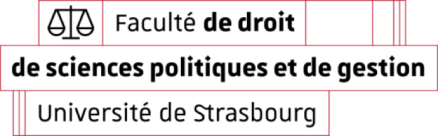 Faculté de droit
de sciences politiques et de gestion
Université de Strasbourg